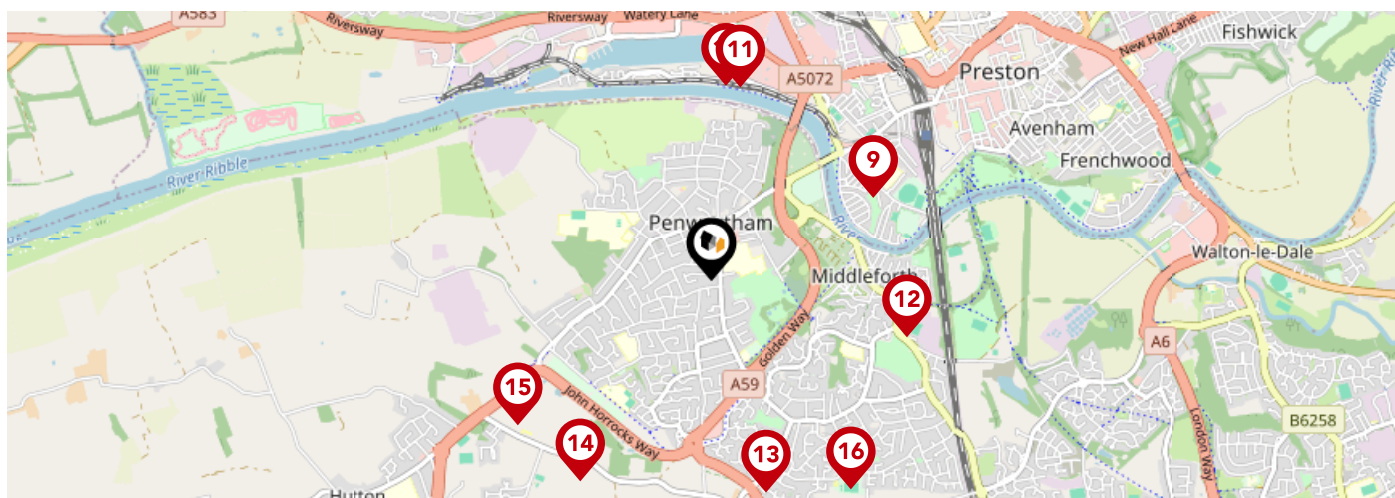 A583
Riversway
Riversway
Watery Lane
New Hall Lane
Fishwick
11
A5072
Preston
Avenham
River Ribble
9
Frenchwood
Penwortham
Walton-le-Dale
Middleforth
12
Golden Way
A6
15
A59
John Horrocks Way
London Way
B6258
14
13
16
Hutton